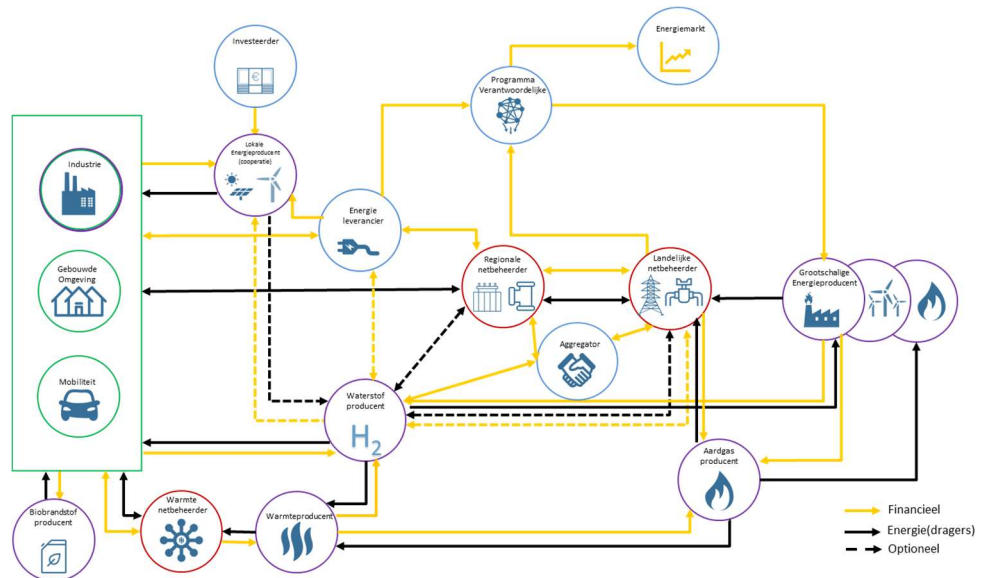 Investeerder
Energiemarkt
Programma
Verantwoordelijke
Lokale
Energieproducent
(cooperatie)
Industrie
Energie
leverancier
Regionale
netbeheerder
Landelijke
netbeheerder
Grootschalige
Energieproducent
Gebouwde
Omgeving
Aggregator
Mobiliteit
Waterstof
producent
H2
Aardgas
producent
Biobrandstof
producent
Warmte
netbeheerder
Warmteproducent
Financieel
Energie(dragers)
Optioneel